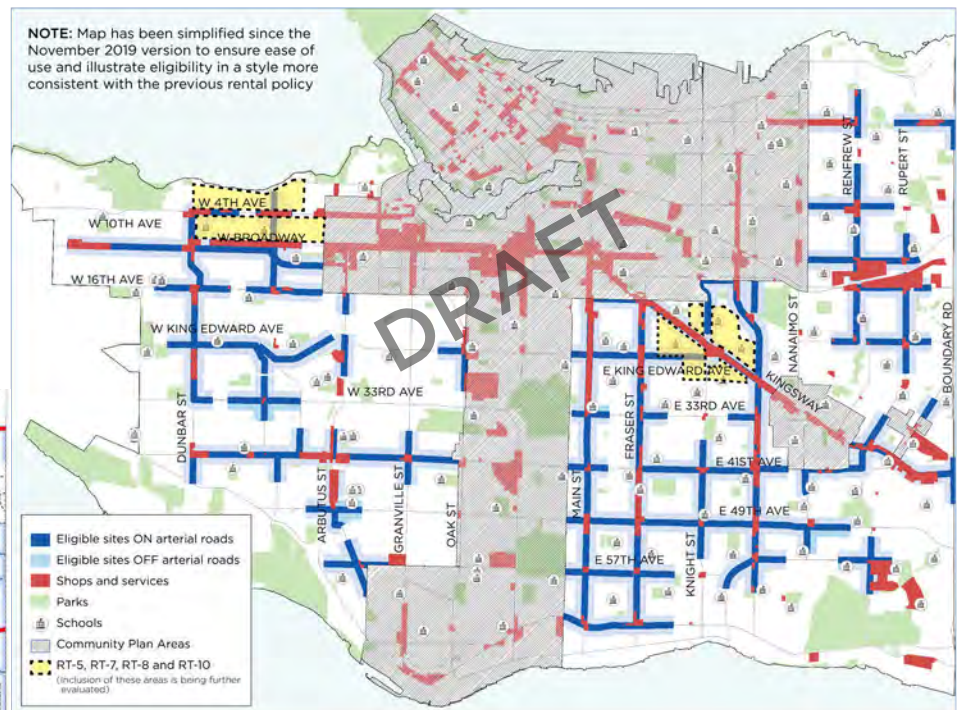 NOTE: Map has been simplified since the
November 2019 version to ensure ease of
use and illustrate eligibility in a style more
consistent with the previous rental policy
W 4TH AVE
W 10TH AVE
W BROADWAY
W 16TH AVE
W KING EDWARD AVE
W 33RD AVE
DUNBAR ST
ARBUTUS ST
GRANVILLE ST
OAK ST
MAIN ST
FRASER ST
KNIGHT ST
NANAIMO ST
RENFREW ST
RUPERT ST
BOUNDARY RD
KINGSWAY
E KING EDWARD AVE
E 33RD AVE
E 41ST AVE
E 49TH AVE
E 57TH AVE
DRAFT
Eligible sites ON arterial roads
Eligible sites OFF arterial roads
Shops and services
Parks
Schools
Community Plan Areas
RT-5, RT-7, RT-8 and RT-10
(Inclusion of these areas is being further
evaluated)